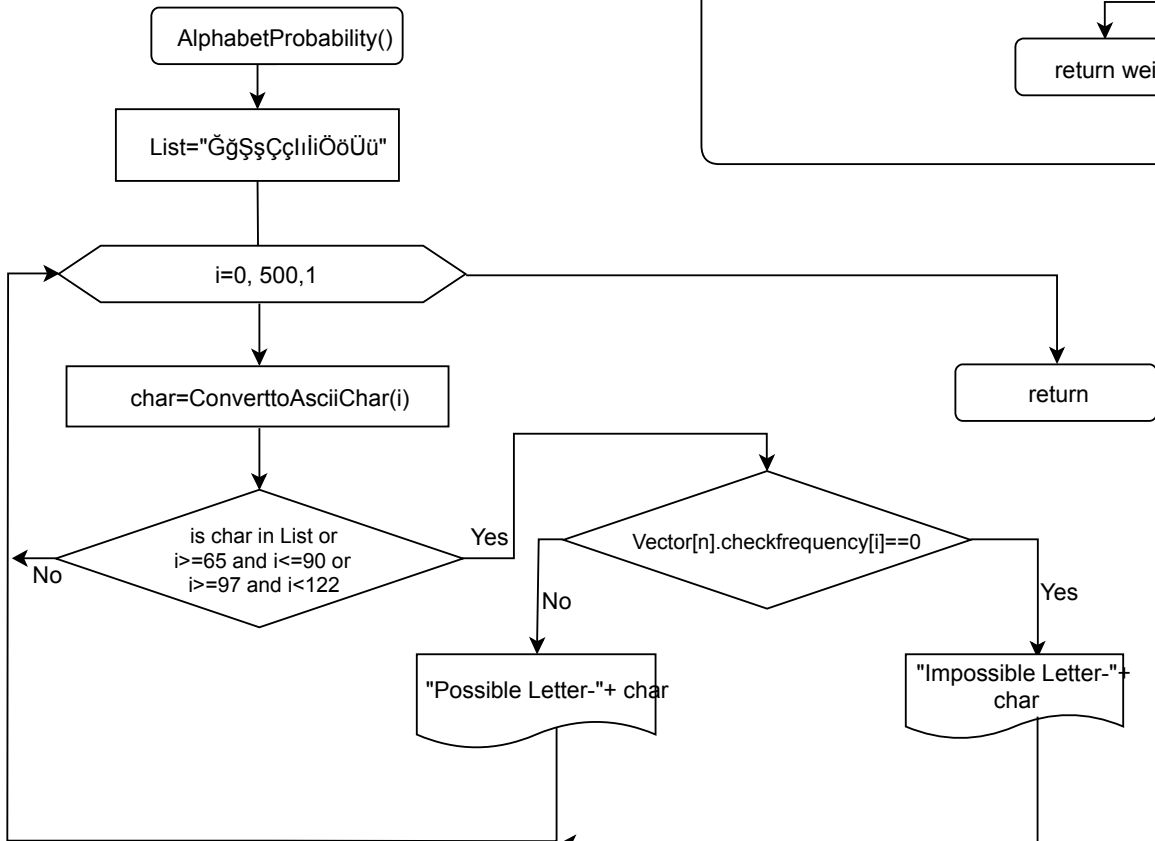 AlphabetProbability()
return wei
List="ĞğŞşÇçIıİiÖöÜü"
i=0, 500,1
char=ConverttoAsciiChar(i)
return
is char in List or
i>=65 and i<=90 or
i>=97 and i<122
Yes
No
Vector[n].checkfrequency[i]==0
No
Yes
"Possible Letter-"+ char
"Impossible Letter-"+
char